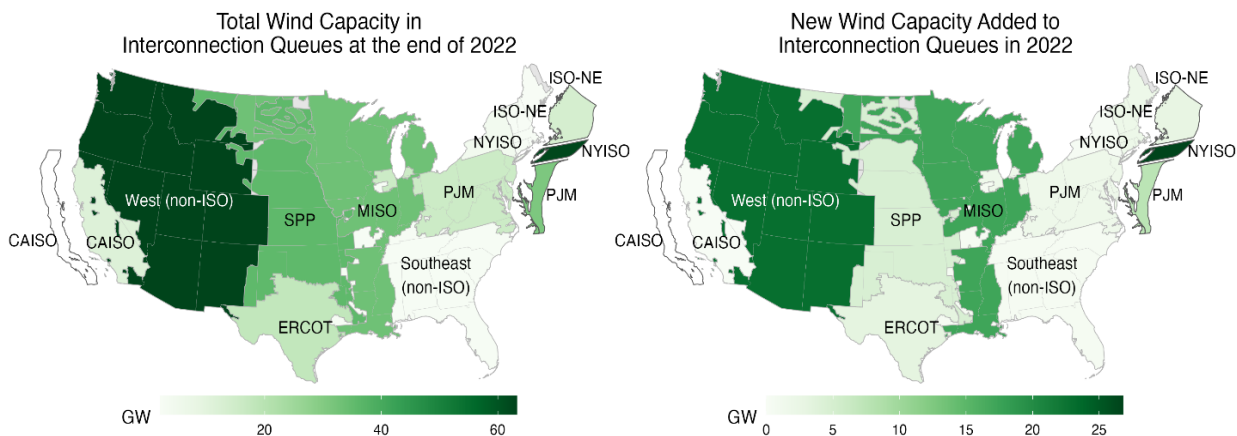 Total Wind Capacity in
Interconnection Queues at the end of 2022
ISO-NE
ISO-NE
NYISO
NYISO
PJM
PJM
West (non-ISO)
SPP
MISO
CAISO
CAISO
Southeast
(non-ISO)
ERCOT
GW
20 40 60
New Wind Capacity Added to
Interconnection Queues in 2022
ISO-NE
ISO-NE
NYISO
NYISO
PJM
PJM
West (non-ISO)
SPP
MISO
CAISO
CAISO
Southeast
(non-ISO)
ERCOT
GW
0 5 10 15 20 25